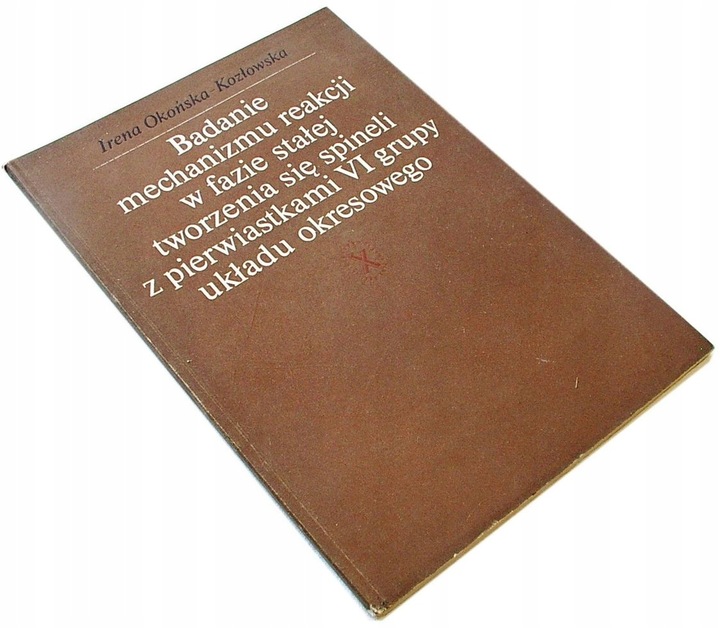 Irena Okońska-Kozłowska
Badanie
mechanizmu reakcji
w fazie stałej
tworzenia się spineli
z pierwiastkami VI grupy
układu okresowego
X